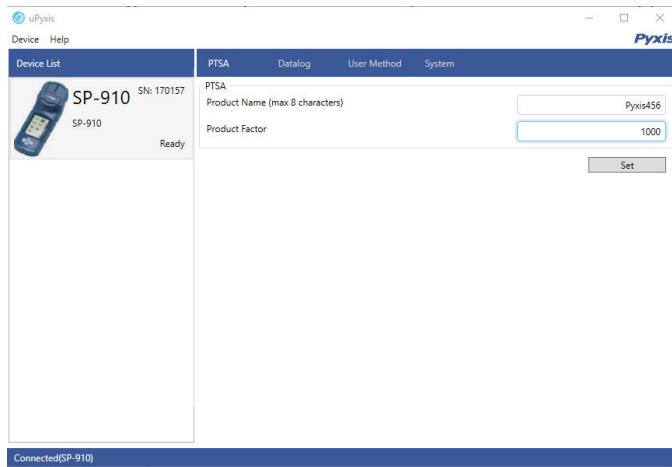 uPyxis
Device Help
Pyxis
Device List
PTSA Datalog User Method System
SP-910 SN: 170157
SP-910
Ready
PTSA
Product Name (max 8 characters)
Pyxis456
Product Factor
1000
Set
Connected(SP-910)